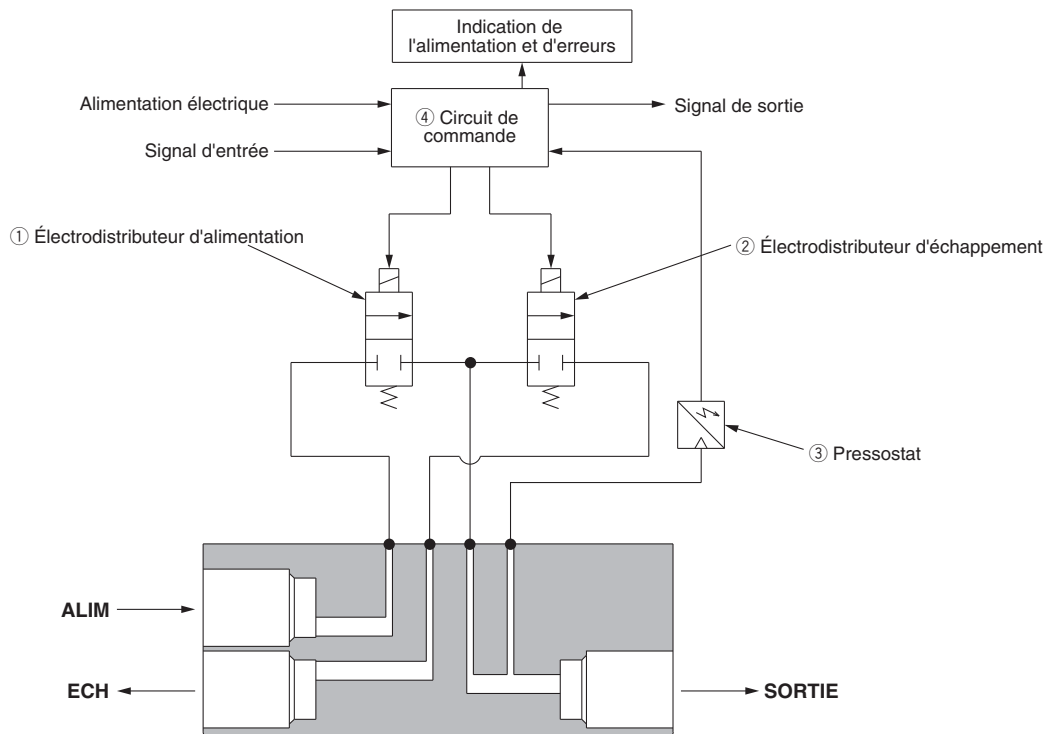 Indication de
l'alimentation et d'erreurs
Alimentation électrique
④ Circuit de
commande
Signal de sortie
Signal d'entrée
① Électrodistributeur d'alimentation
② Électrodistributeur d'échappement
③ Pressostat
ALIM
ECH
SORTIE